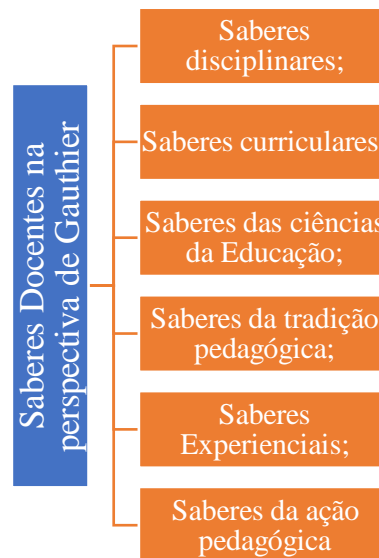 Saberes Docentes na
perspectiva de Gauthier
Saberes
disciplinares;
Saberes curriculares
Saberes das ciências
da Educação;
Saberes da tradição
pedagógica;
Saberes
Experienciais;
Saberes da ação
pedagógica